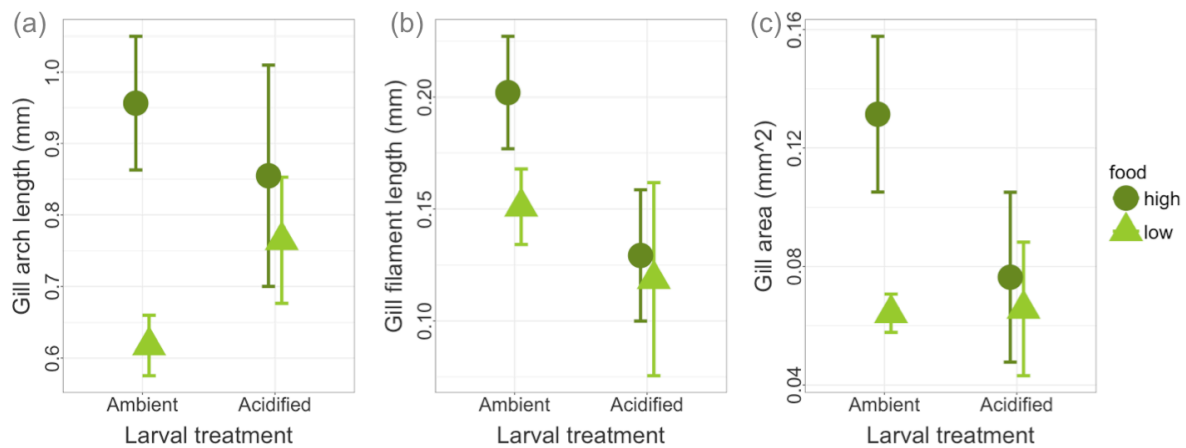 (a)
Gill arch length (mm)
1.0
0.9
0.8
0.7
0.6
Ambient
Acidified
Larval treatment
(b)
Gill filament length (mm)
0.20
0.15
0.10
Ambient
Acidified
Larval treatment
(c)
Gill area (mm^2)
0.16
0.12
0.08
0.04
Ambient
Acidified
Larval treatment
food
high
low